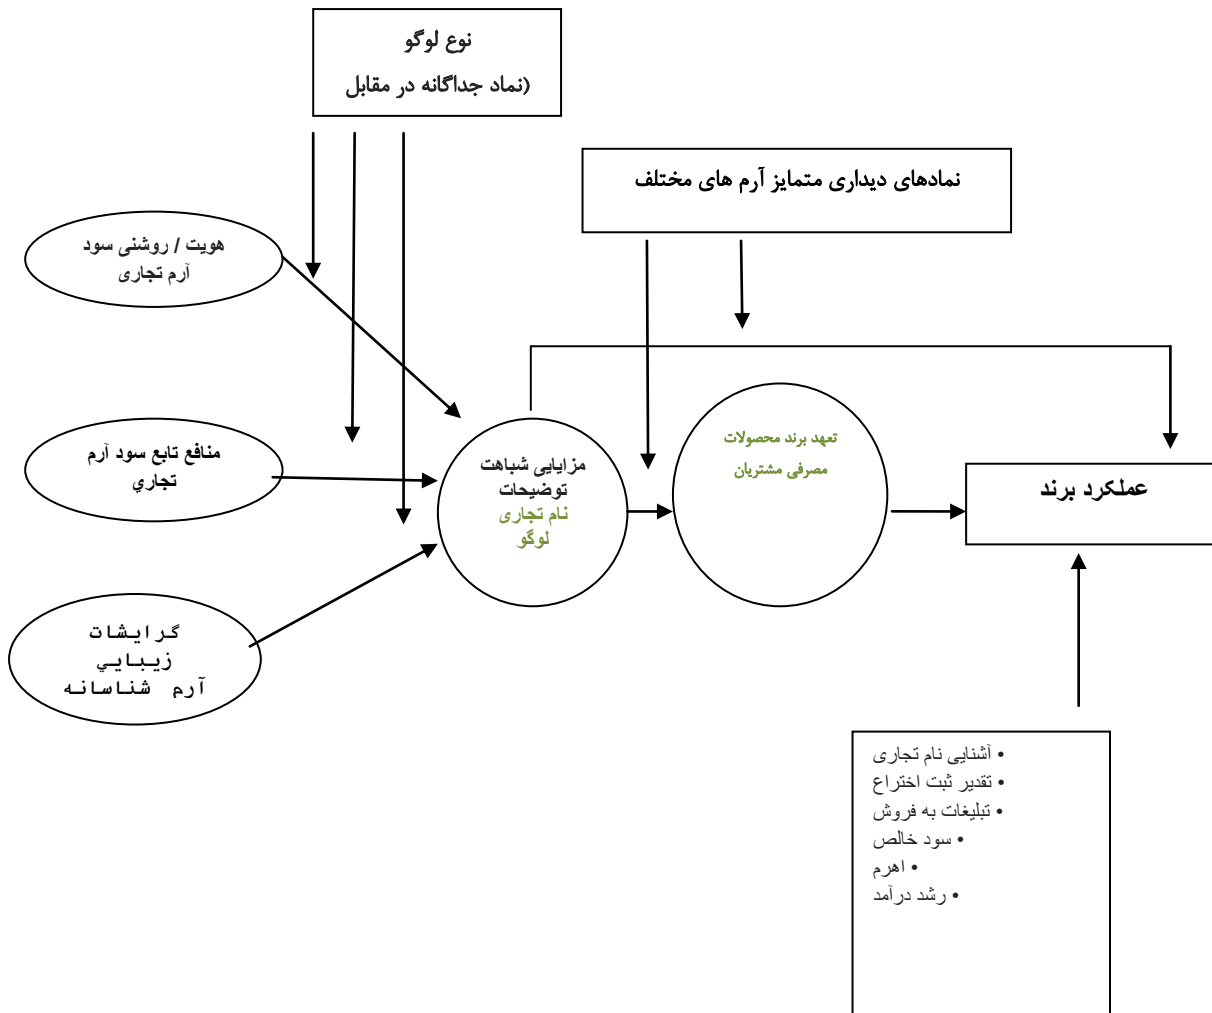 نوع لوگو
(نماد جداگانه در مقابل
نمادهای دیداری متمایز آرم های مختلف
هویت / روشنی سود
آرم تجاری
منافع تابع سود آرم
تجاري
گرایشات
زیبایي
آرم شناسانه
مزایایی شباهت
توضیحات
نام تجاری
لوگو
تعهد برند محصولات
مصرفی مشتریان
عملکرد برند
• آشنایی نام تجاری
• تقدیر ثبت اختراع
• تبلیغات به فروش
• سود خالص
• اهرم
• رشد درآمد